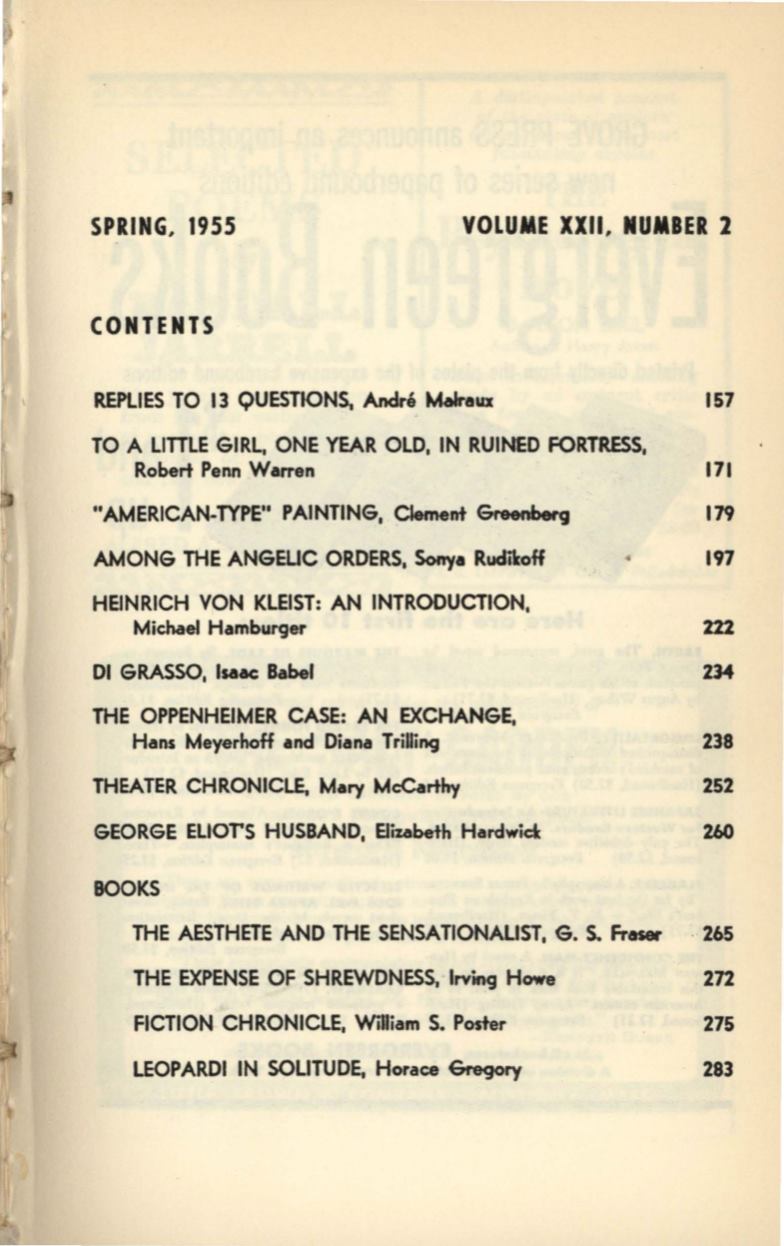 SPRING, 1955 VOLUME XXII, NUMBER 2
CONTENTS
REPLIES TO 13 QUESTIONS, André Malraux 157
TO A LITTLE GIRL, ONE YEAR OLD, IN RUINED FORTRESS,
Robert Penn Warren 171
"AMERICAN-TYPE" PAINTING, Clement Greenberg 179
AMONG THE ANGELIC ORDERS, Sonya Rudikoff 197
HEINRICH VON KLEIST: AN INTRODUCTION,
Michael Hamburger 222
DI GRASSO, Isaac Babel 234
THE OPPENHEIMER CASE: AN EXCHANGE,
Hans Meyerhoff and Diana Trilling 238
THEATER CHRONICLE, Mary McCarthy 252
GEORGE ELIOT'S HUSBAND, Elizabeth Hardwick 260
BOOKS
THE AESTHETE AND THE SENSATIONALIST, G. S. Fraser 265
THE EXPENSE OF SHREWDNESS, Irving Howe 272
FICTION CHRONICLE, William S. Poster 275
LEOPARDI IN SOLITUDE, Horace Gregory 283